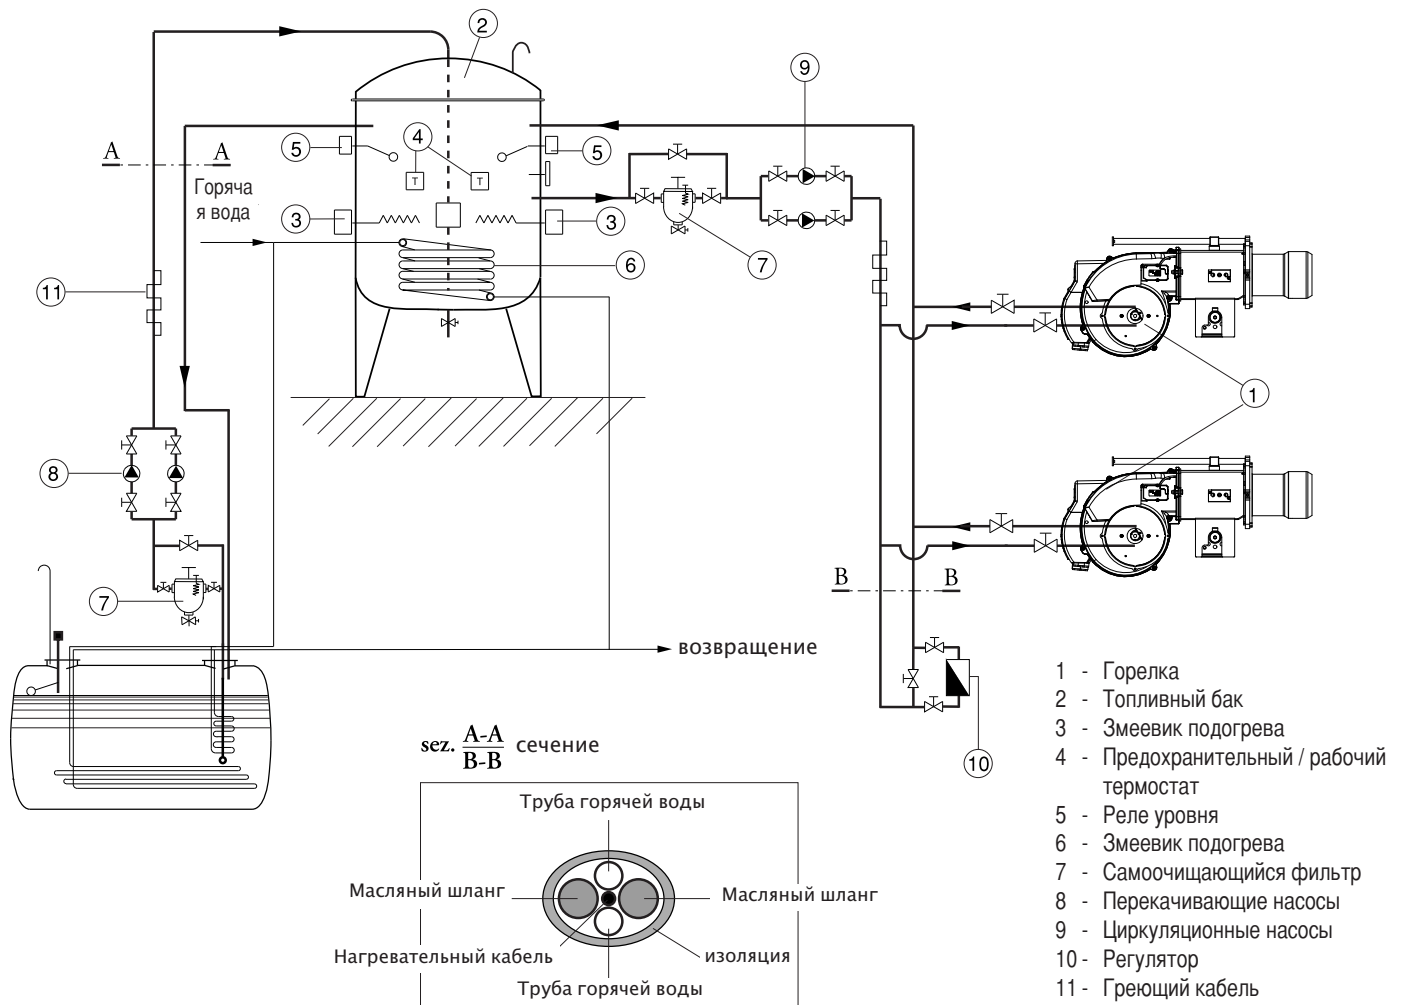 2
9
A A
Горяча
я вода
5
4
5
T T
3
3
6
7
11
1
8
7
B B
возвращение
10
sez. A-A
B-B сечение
Труба горячей воды
Масляный шланг
Масляный шланг
Нагревательный кабель
изоляция
Труба горячей воды
1 - Горелка
2 - Топливный бак
3 - Змеевик подогрева
4 - Предохранительный / рабочий
термостат
5 - Реле уровня
6 - Змеевик подогрева
7 - Самоочищающийся фильтр
8 - Перекачивающие насосы
9 - Циркуляционные насосы
10 - Регулятор
11 - Греющий кабель